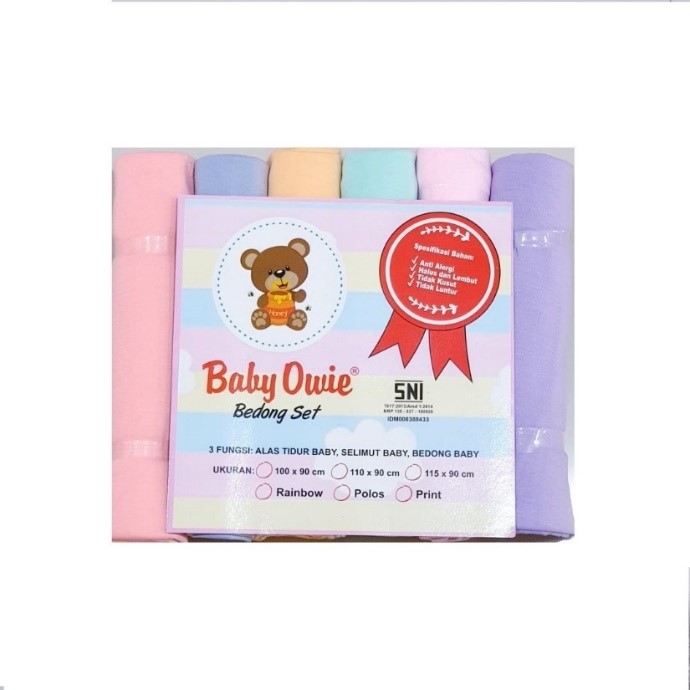 Honey
Spesifikasi Bahan:
✓ Anti Alergi
✓ Halus dan Lembut
✓ Tidak Kusut
✓ Tidak Luntur
Baby Owie®
Bedong Set
SNI
IDM000388433
3 FUNGSI: ALAS TIDUR BABY, SELIMUT BABY, BEDONG BABY
UKURAN: 100 x 90 cm 110 x 90 cm 115 x 90 cm
Rainbow Polos Print